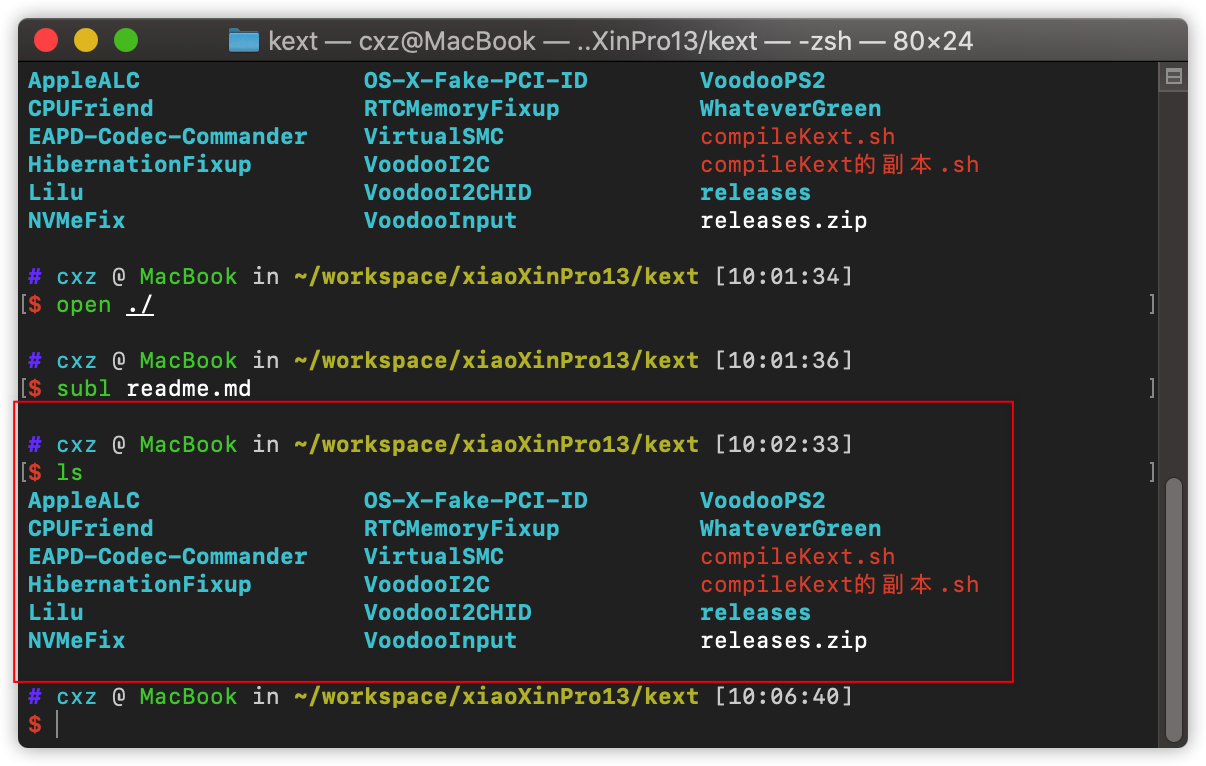 kext — cxz@MacBook — ..XinPro13/kext — -zsh — 80×24
AppleALC OS-X-Fake-PCI-ID VoodooPS2
CPUFriend RTCMemoryFixup WhateverGreen
EAPD-Codec-Commander VirtualSMC compileKext.sh
HibernationFixup VoodooI2C compileKext的副本.sh
Lilu VoodooI2CHID releases
NVMeFix VoodooInput releases.zip
# cxz @ MacBook in ~/workspace/xiaoXinPro13/kext [10:01:34]
[$ open ./ ]
# cxz @ MacBook in ~/workspace/xiaoXinPro13/kext [10:01:36]
[$ subl readme.md ]
# cxz @ MacBook in ~/workspace/xiaoXinPro13/kext [10:02:33]
[$ ls ]
AppleALC OS-X-Fake-PCI-ID VoodooPS2
CPUFriend RTCMemoryFixup WhateverGreen
EAPD-Codec-Commander VirtualSMC compileKext.sh
HibernationFixup VoodooI2C compileKext的副本.sh
Lilu VoodooI2CHID releases
NVMeFix VoodooInput releases.zip
# cxz @ MacBook in ~/workspace/xiaoXinPro13/kext [10:06:40]
$